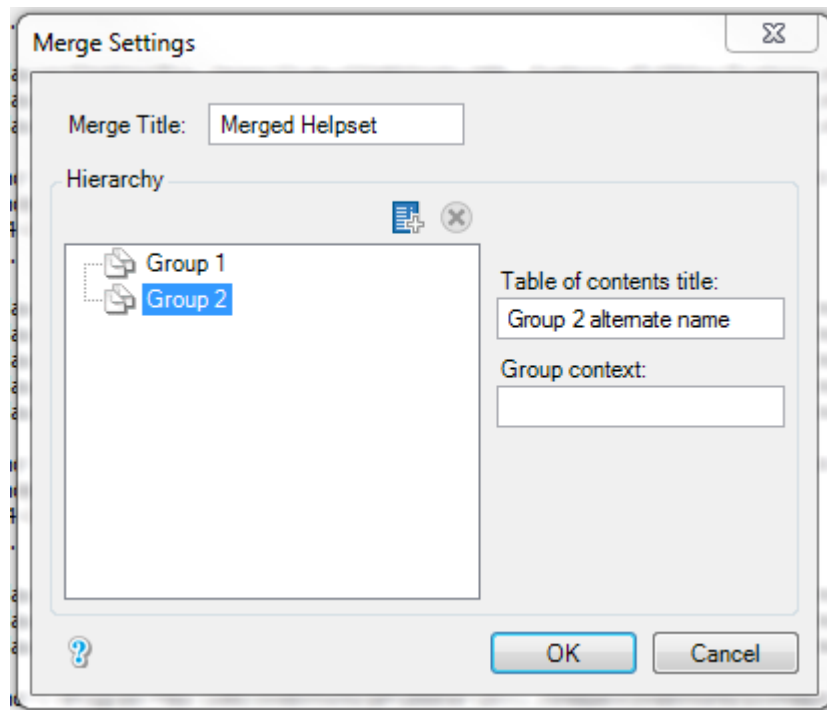 Merge Settings
Merge Title: Merged Helpset
Hierarchy
Group 1
Group 2
Table of contents title:
Group 2 alternate name
Group context:
OK Cancel